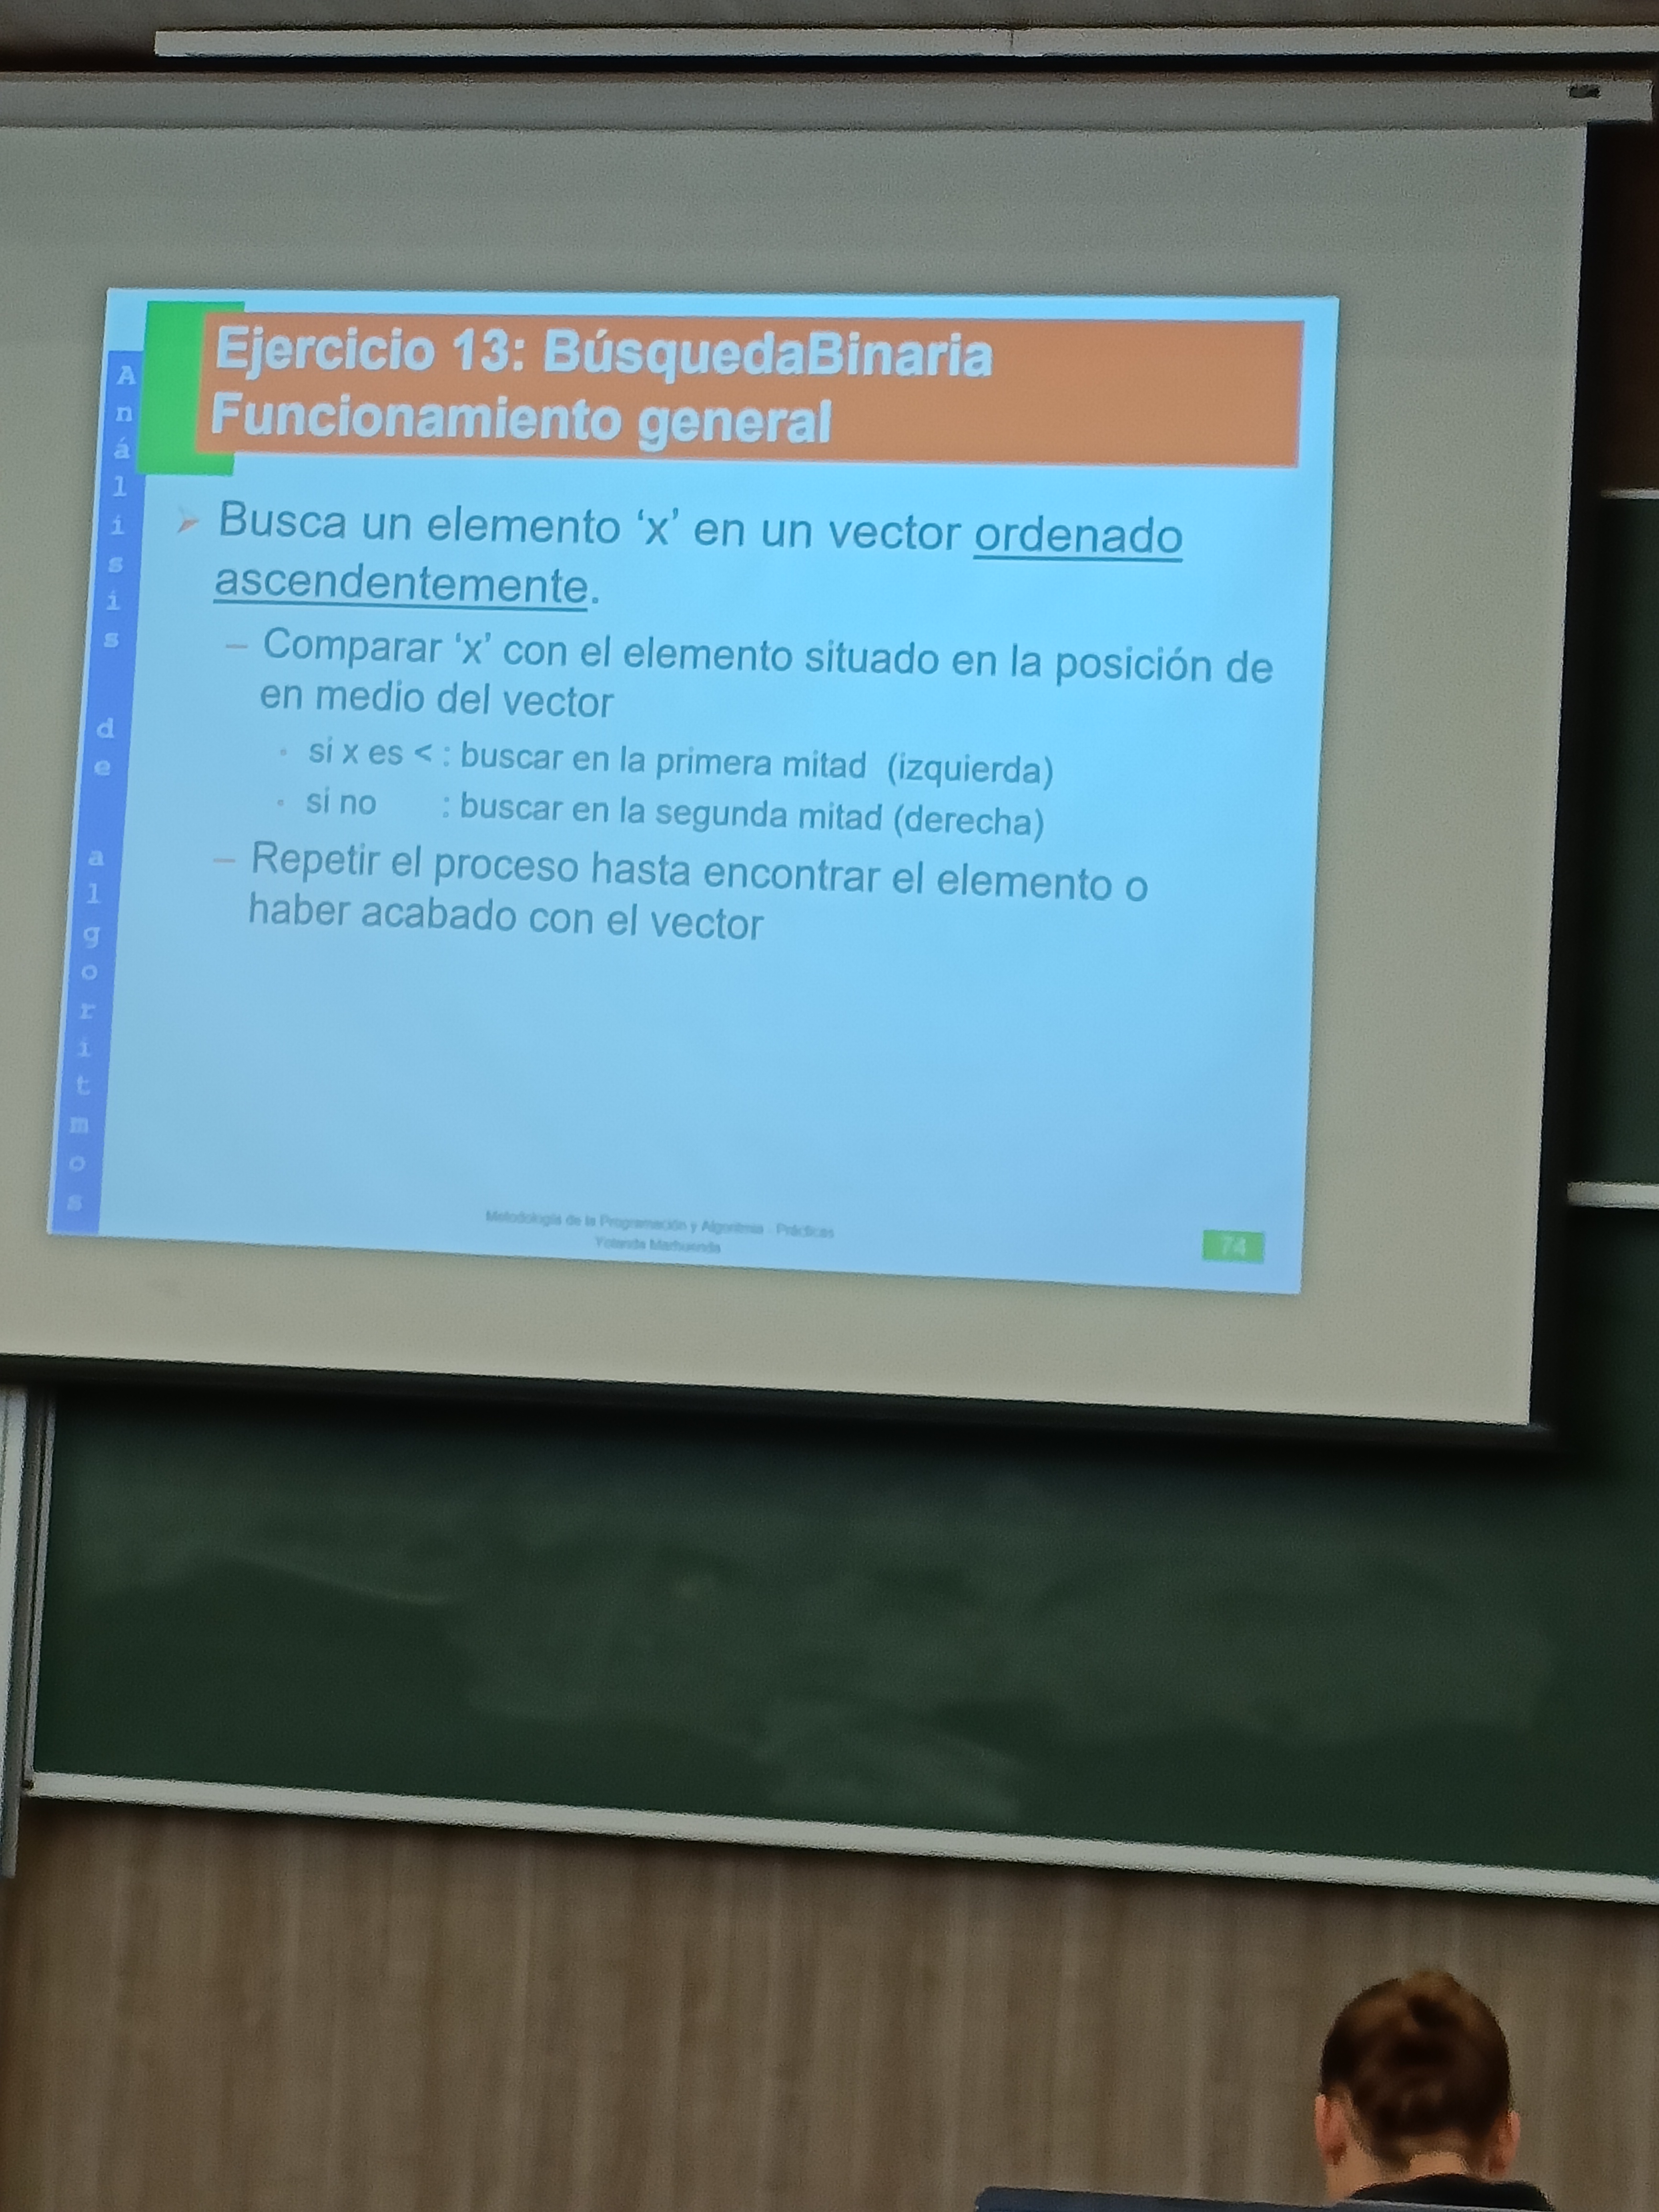 Ejercicio 13: BúsquedaBinaria
Funcionamiento general
Análisis de algoritmos
Busca un elemento ‘x’ en un vector ordenado
ascendentemente.
– Comparar ‘x’ con el elemento situado en la posición de
en medio del vector
• si x es < : buscar en la primera mitad (izquierda)
• si no : buscar en la segunda mitad (derecha)
– Repetir el proceso hasta encontrar el elemento o
haber acabado con el vector
Metodología de la Programación y Algoritmia - Prácticas
Yolanda Marhuenda
74